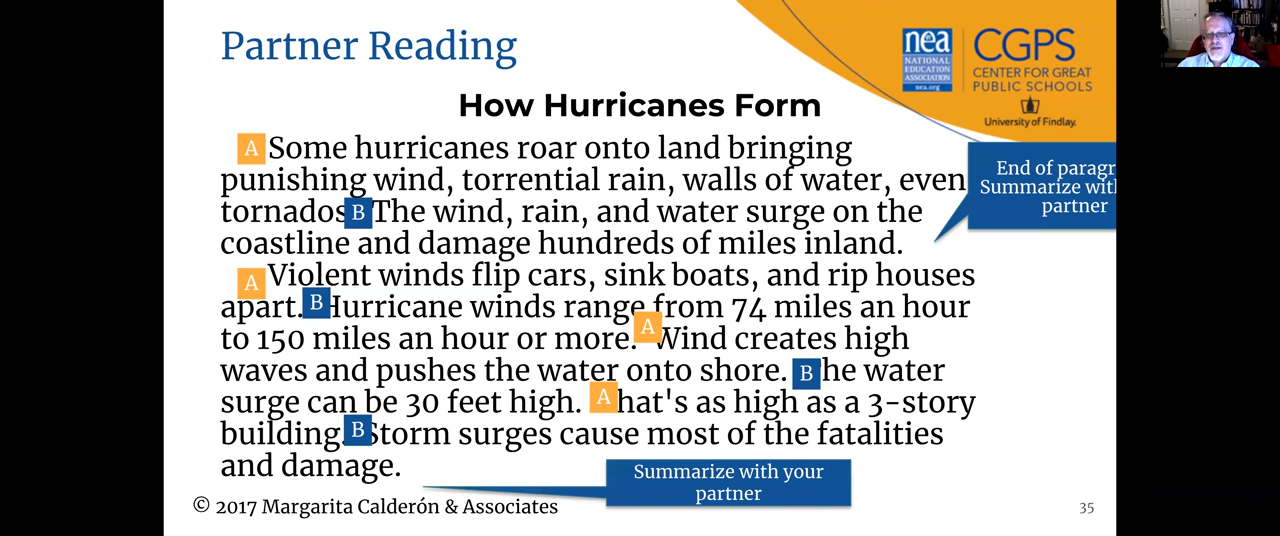 Partner Reading
nea
NATIONAL
EDUCATION
ASSOCIATION
nea.org
CGPS
CENTER FOR GREAT
PUBLIC SCHOOLS
University of Findlay.
How Hurricanes Form
A Some hurricanes roar onto land bringing
punishing wind, torrential rain, walls of water, even
tornados B The wind, rain, and water surge on the
coastline and damage hundreds of miles inland.
End of paragr
Summarize wit
partner
A Violent winds flip cars, sink boats, and rip houses
apart. B Hurricane winds range from 74 miles an hour
to 150 miles an hour or more. A Wind creates high
waves and pushes the water onto shore. B he water
surge can be 30 feet high. A hat's as high as a 3-story
building. B Storm surges cause most of the fatalities
and damage.
Summarize with your
partner
© 2017 Margarita Calderón & Associates
35